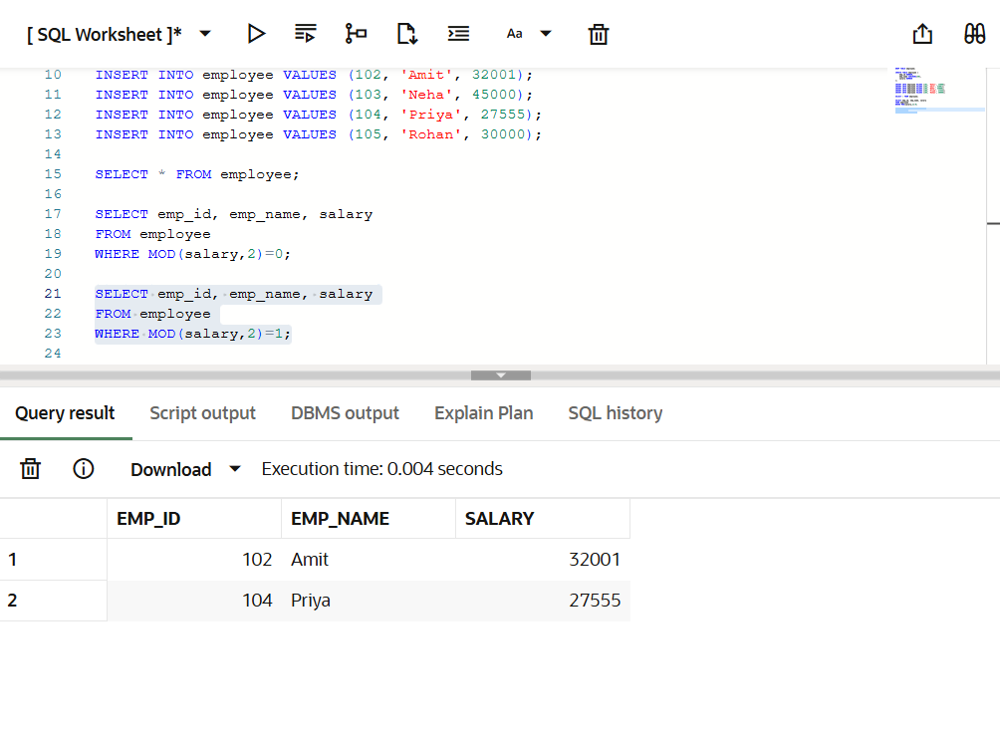 [ SQL Worksheet ]*
Aa
10 INSERT INTO employee VALUES (102, 'Amit', 32001);
11 INSERT INTO employee VALUES (103, 'Neha', 45000);
12 INSERT INTO employee VALUES (104, 'Priya', 27555);
13 INSERT INTO employee VALUES (105, 'Rohan', 30000);
14
15 SELECT * FROM employee;
16
17 SELECT emp_id, emp_name, salary
18 FROM employee
19 WHERE MOD(salary,2)=0;
20
21 SELECT emp_id, emp_name, salary
22 FROM employee
23 WHERE MOD(salary,2)=1;
24
Query result Script output DBMS output Explain Plan SQL history
Download Execution time: 0.004 seconds
EMP_ID EMP_NAME SALARY
1 102 Amit 32001
2 104 Priya 27555